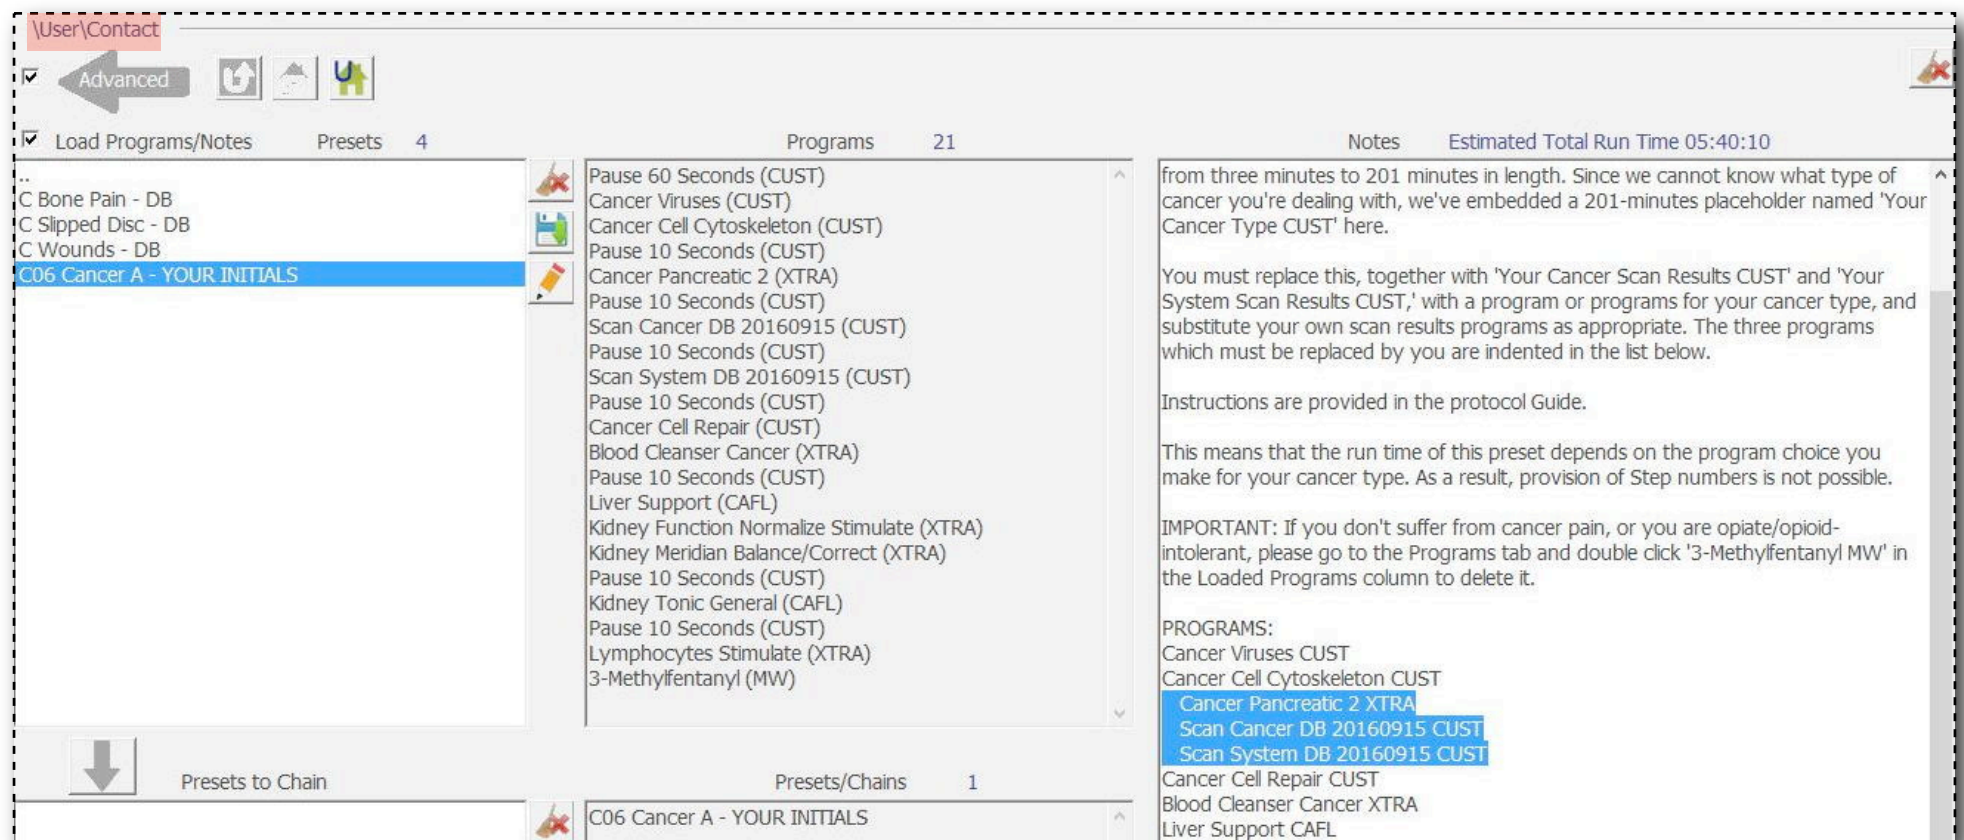 \User\Contact
Advanced
U
Load Programs/Notes Presets 4
Programs 21
Notes Estimated Total Run Time 05:40:10
..
C Bone Pain - DB
C Slipped Disc - DB
C Wounds - DB
C06 Cancer A - YOUR INITIALS
Pause 60 Seconds (CUST)
Cancer Viruses (CUST)
Cancer Cell Cytoskeleton (CUST)
Pause 10 Seconds (CUST)
Cancer Pancreatic 2 (XTRA)
Pause 10 Seconds (CUST)
Scan Cancer DB 20160915 (CUST)
Pause 10 Seconds (CUST)
Scan System DB 20160915 (CUST)
Pause 10 Seconds (CUST)
Cancer Cell Repair (CUST)
Blood Cleanser Cancer (XTRA)
Pause 10 Seconds (CUST)
Liver Support (CAFL)
Kidney Function Normalize Stimulate (XTRA)
Kidney Meridian Balance/Correct (XTRA)
Pause 10 Seconds (CUST)
Kidney Tonic General (CAFL)
Pause 10 Seconds (CUST)
Lymphocytes Stimulate (XTRA)
3-Methylfentanyl (MW)
from three minutes to 201 minutes in length. Since we cannot know what type of
cancer you're dealing with, we've embedded a 201-minutes placeholder named 'Your
Cancer Type CUST' here.
You must replace this, together with 'Your Cancer Scan Results CUST' and 'Your
System Scan Results CUST,' with a program or programs for your cancer type, and
substitute your own scan results programs as appropriate. The three programs
which must be replaced by you are indented in the list below.
Instructions are provided in the protocol Guide.
This means that the run time of this preset depends on the program choice you
make for your cancer type. As a result, provision of Step numbers is not possible.
IMPORTANT: If you don't suffer from cancer pain, or you are opiate/opioid-
intolerant, please go to the Programs tab and double click '3-Methylfentanyl MW' in
the Loaded Programs column to delete it.
PROGRAMS:
Cancer Viruses CUST
Cancer Cell Cytoskeleton CUST
Cancer Pancreatic 2 XTRA
Scan Cancer DB 20160915 CUST
Scan System DB 20160915 CUST
Cancer Cell Repair CUST
Blood Cleanser Cancer XTRA
Liver Support CAFL
Presets to Chain
Presets/Chains 1
C06 Cancer A - YOUR INITIALS